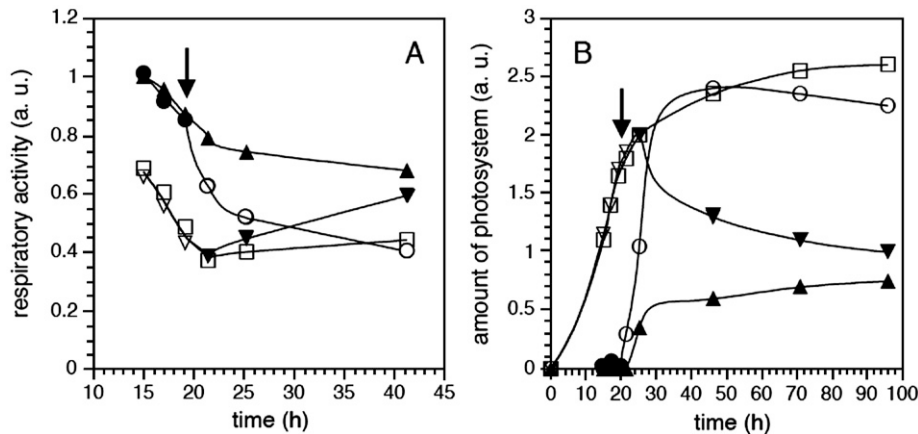 A
respiratory activity (a. u.)
1.2
1
0.8
0.6
0.4
0.2
0
10 15 20 25 30 35 40 45
time (h)
B
amount of photosystem (a. u.)
3
2.5
2
1.5
1
0.5
0
0 10 20 30 40 50 60 70 80 90 100
time (h)